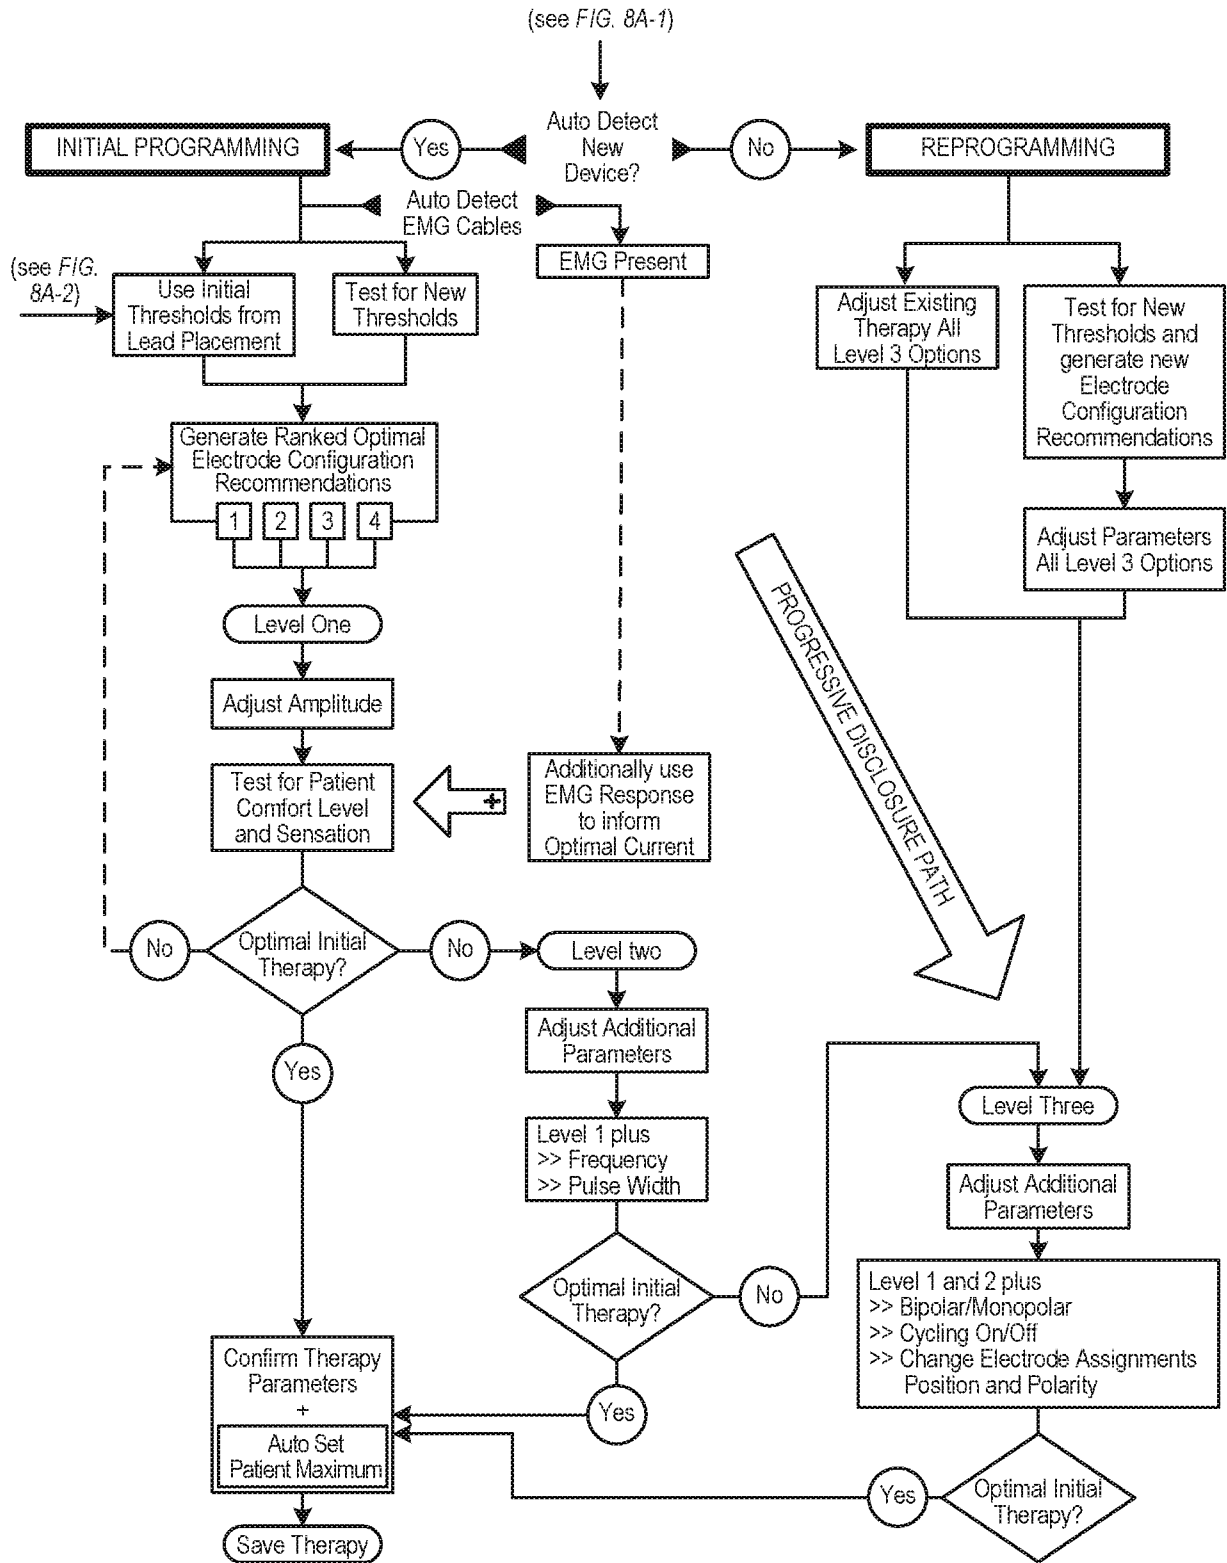 (see FIG. 8A-1)
Auto Detect
New
Device?
INITIAL PROGRAMMING
Yes
No
REPROGRAMMING
Auto Detect
EMG Cables
EMG Present
(see FIG.
8A-2)
Use Initial
Thresholds from
Lead Placement
Test for New
Thresholds
Adjust Existing
Therapy All
Level 3 Options
Test for New
Thresholds and
generate new
Electrode
Configuration
Recommendations
Generate Ranked Optimal
Electrode Configuration
Recommendations
1 2 3 4
Adjust Parameters
All Level 3 Options
Level One
Adjust Amplitude
Test for Patient
Comfort Level
and Sensation
+
Additionally use
EMG Response
to inform
Optimal Current
PROGRESSIVE DISCLOSURE PATH
No
Optimal Initial
Therapy?
No
Level two
Adjust Additional
Parameters
Yes
Level 1 plus
>> Frequency
>> Pulse Width
Level Three
Adjust Additional
Parameters
Optimal Initial
Therapy?
No
Level 1 and 2 plus
>> Bipolar/Monopolar
>> Cycling On/Off
>> Change Electrode Assignments
Position and Polarity
Confirm Therapy
Parameters
+
Auto Set
Patient Maximum
Yes
Yes
Optimal Initial
Therapy?
Save Therapy